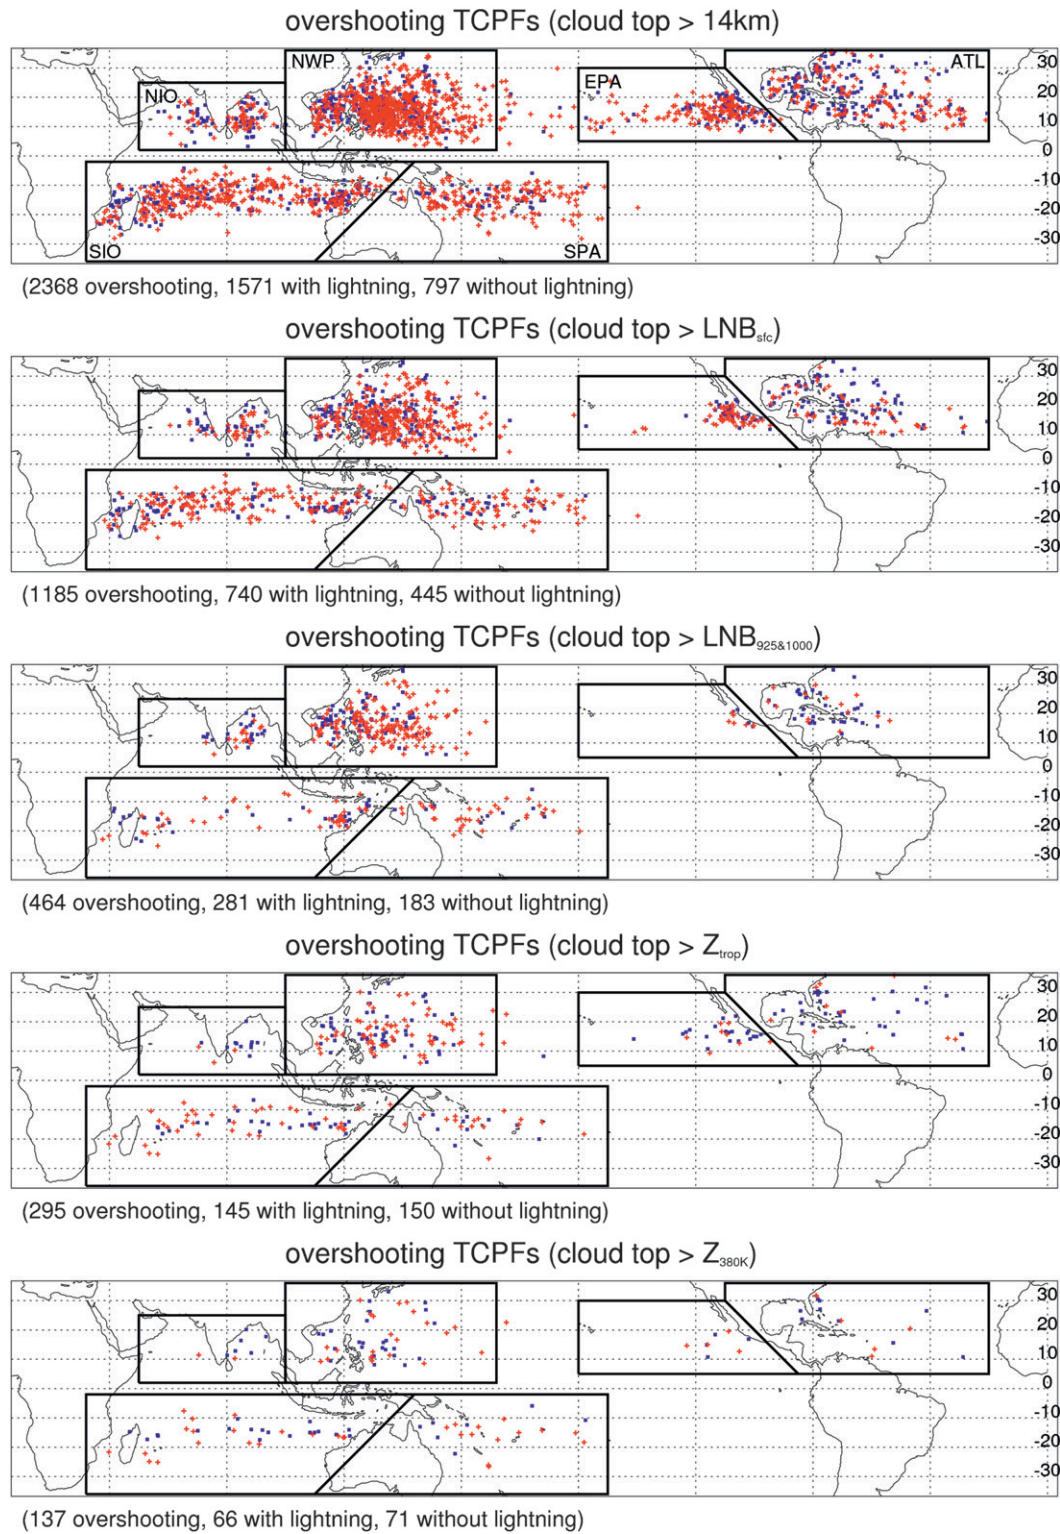 overshooting TCPFs (cloud top > 14km)
NWP
ATL
30
EPA
NIO
20
10
0
-10
-20
-30
SIO
SPA
(2368 overshooting, 1571 with lightning, 797 without lightning)
overshooting TCPFs (cloud top > LNBsfc)
30
20
10
0
-10
-20
-30
(1185 overshooting, 740 with lightning, 445 without lightning)
overshooting TCPFs (cloud top > LNB925&1000)
30
20
10
0
-10
-20
-30
(464 overshooting, 281 with lightning, 183 without lightning)
overshooting TCPFs (cloud top > Ztrop)
30
20
10
0
-10
-20
-30
(295 overshooting, 145 with lightning, 150 without lightning)
overshooting TCPFs (cloud top > Z380K)
30
20
10
0
-10
-20
-30
(137 overshooting, 66 with lightning, 71 without lightning)